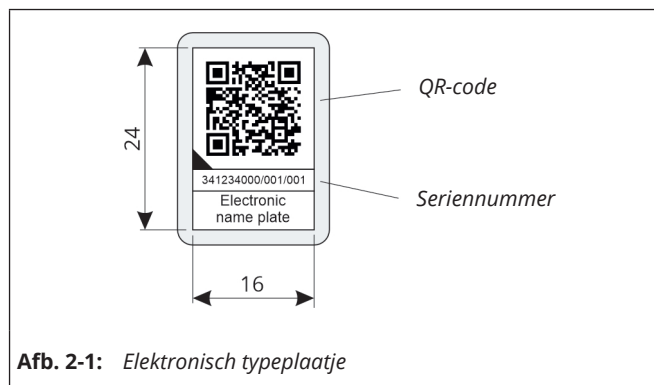 24
QR-code
341234000/001/001
Electronic
name plate
Seriennummer
16
Afb. 2-1: Elektronisch typeplaatje